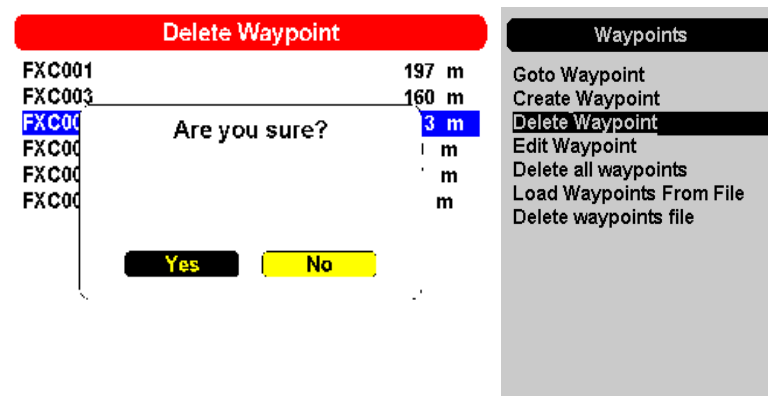 Delete Waypoint
FXC001 197 m
FXC003 160 m
m
m
m
m
Are you sure?
Yes No
Waypoints
Goto Waypoint
Create Waypoint
Delete Waypoint
Edit Waypoint
Delete all waypoints
Load Waypoints From File
Delete waypoints file